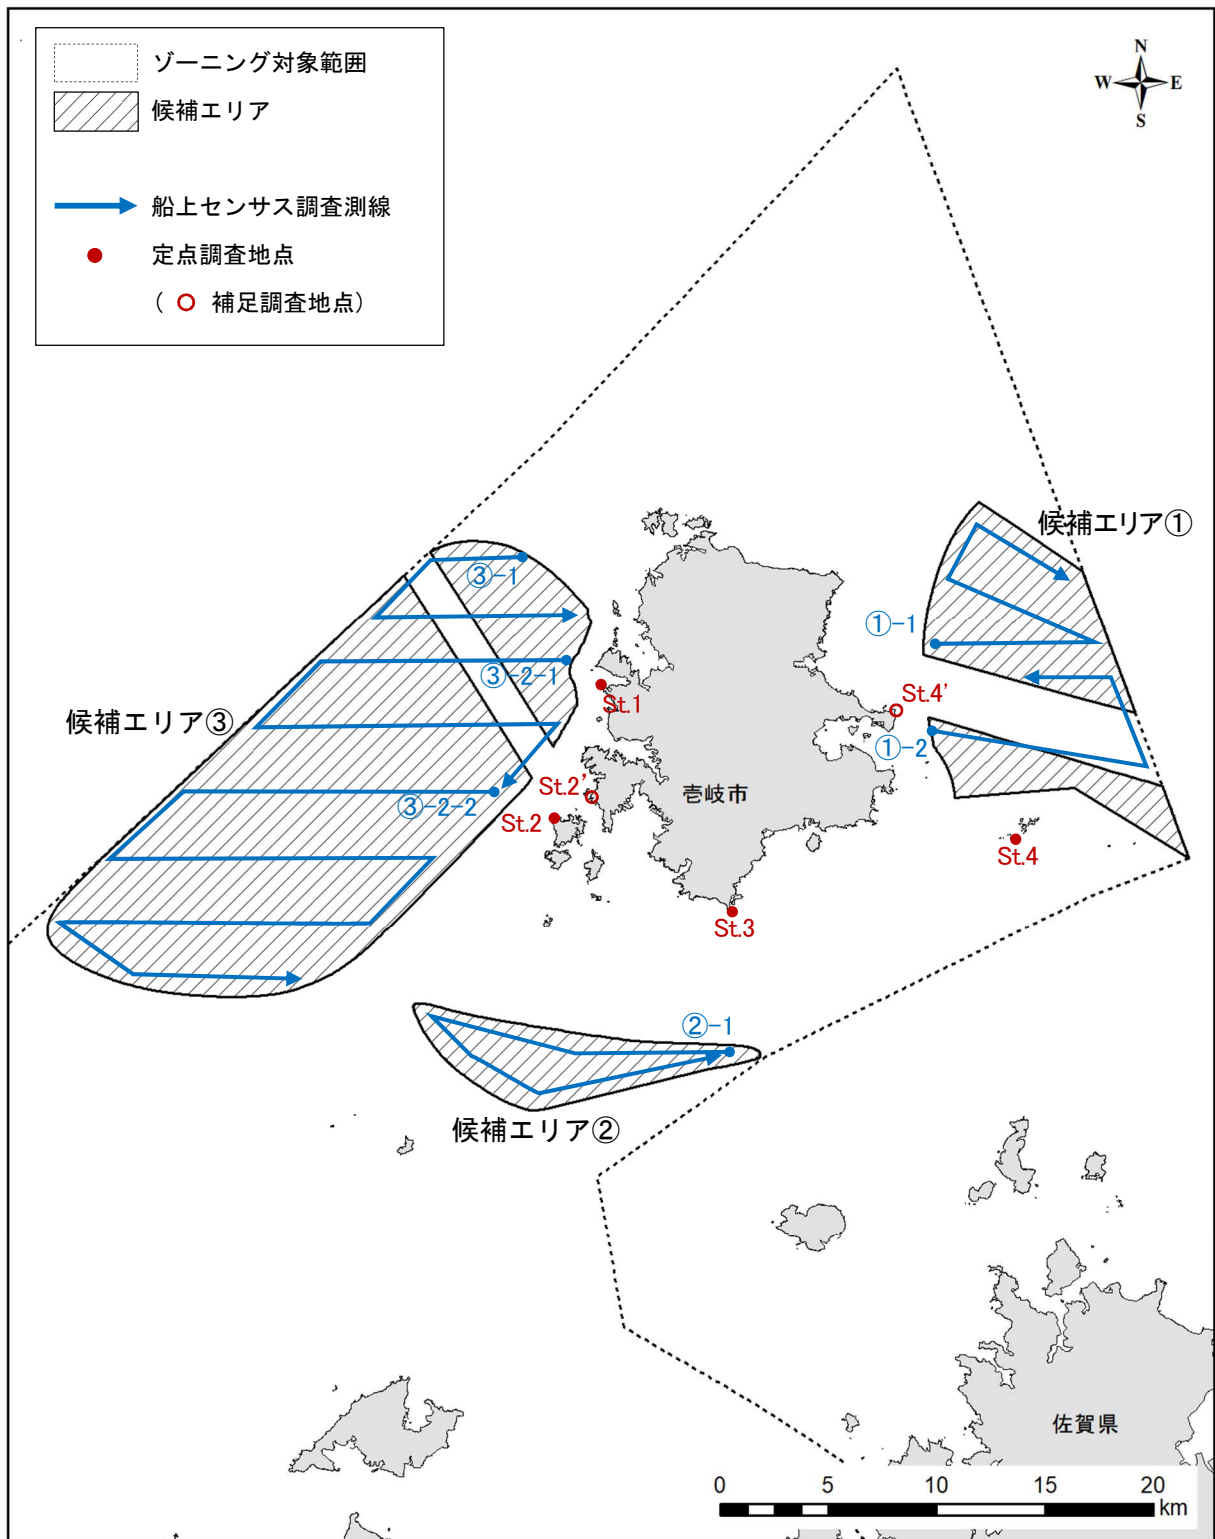 ゾーニング対象範囲
候補エリア
船上センサス調査測線
定点調査地点
( 補足調査地点)
N
W E
S
候補エリア①
③-1
①-1
③-2-1
St.1
St.4'
候補エリア③
①-2
St.2'
③-2-2
壱岐市
St.2
St.4
St.3
②-1
候補エリア②
佐賀県
0 5 10 15 20
km